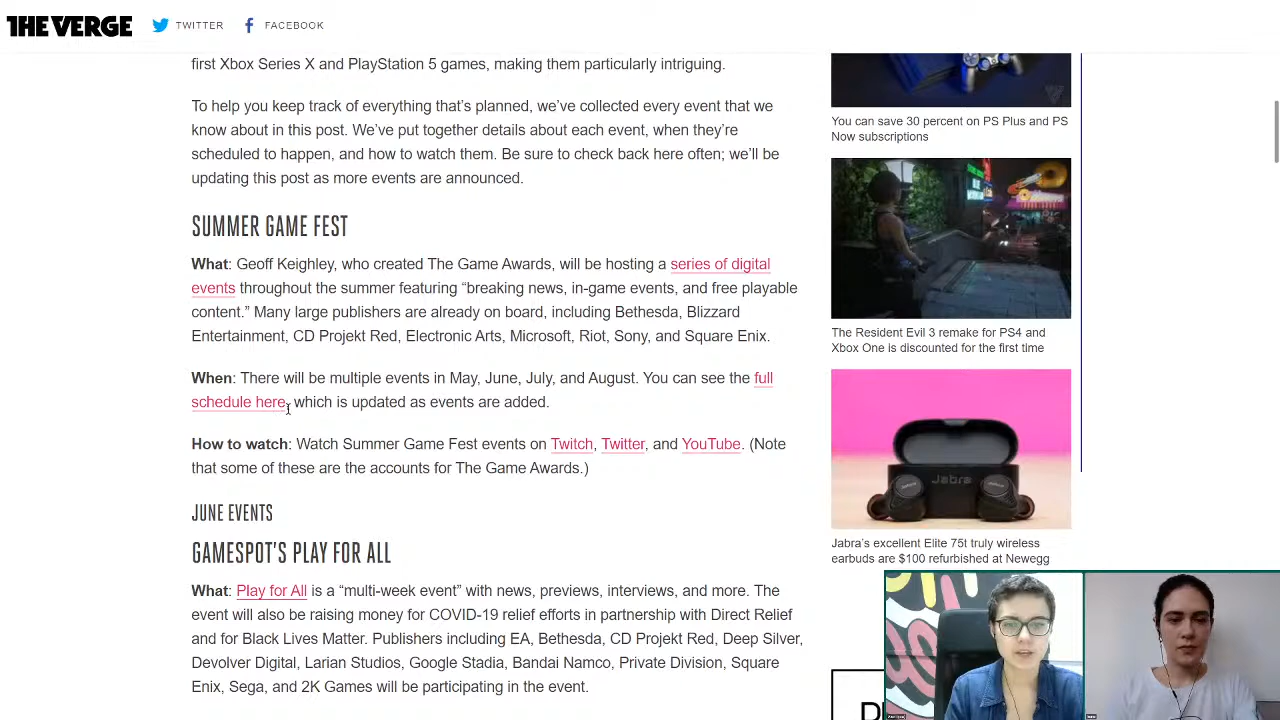 THE VERGE
TWITTER
FACEBOOK
first Xbox Series X and PlayStation 5 games, making them particularly intriguing.
To help you keep track of everything that's planned, we've collected every event that we
know about in this post. We've put together details about each event, when they're
scheduled to happen, and how to watch them. Be sure to check back here often; we'll be
updating this post as more events are announced.
SUMMER GAME FEST
What: Geoff Keighley, who created The Game Awards, will be hosting a series of digital
events throughout the summer featuring “breaking news, in-game events, and free playable
content.” Many large publishers are already on board, including Bethesda, Blizzard
Entertainment, CD Projekt Red, Electronic Arts, Microsoft, Riot, Sony, and Square Enix.
When: There will be multiple events in May, June, July, and August. You can see the full
schedule here, which is updated as events are added.
How to watch: Watch Summer Game Fest events on Twitch, Twitter, and YouTube. (Note
that some of these are the accounts for The Game Awards.)
JUNE EVENTS
GAMESPOT'S PLAY FOR ALL
What: Play for All is a “multi-week event” with news, previews, interviews, and more. The
event will also be raising money for COVID-19 relief efforts in partnership with Direct Relief
and for Black Lives Matter. Publishers including EA, Bethesda, CD Projekt Red, Deep Silver,
Devolver Digital, Larian Studios, Google Stadia, Bandai Namco, Private Division, Square
Enix, Sega, and 2K Games will be participating in the event.
You can save 30 percent on PS Plus and PS
Now subscriptions
The Resident Evil 3 remake for PS4 and
Xbox One is discounted for the first time
Jabra
Jabra's excellent Elite 75t truly wireless
earbuds are $100 refurbished at Newegg